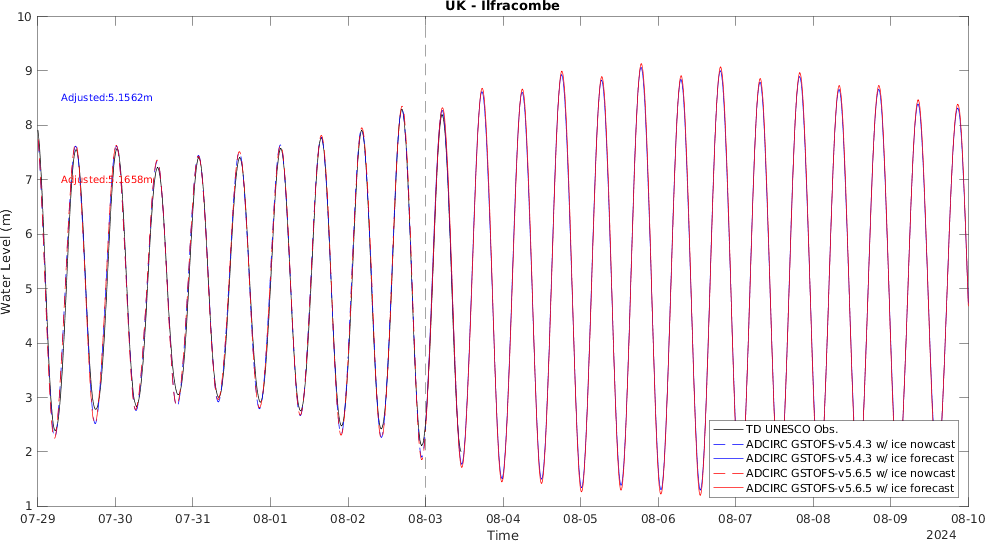 UK - Ilfracombe
Water Level (m)
10
9
8
7
6
5
4
3
2
1
Adjusted:5.1562m
Adjusted:5.1658m
TD UNESCO Obs.
ADCIRC GSTOFS-v5.4.3 w/ ice nowcast
ADCIRC GSTOFS-v5.4.3 w/ ice forecast
ADCIRC GSTOFS-v5.6.5 w/ ice nowcast
ADCIRC GSTOFS-v5.6.5 w/ ice forecast
07-29 07-30 07-31 08-01 08-02 08-03 08-04 08-05 08-06 08-07 08-08 08-09 08-10
Time
2024